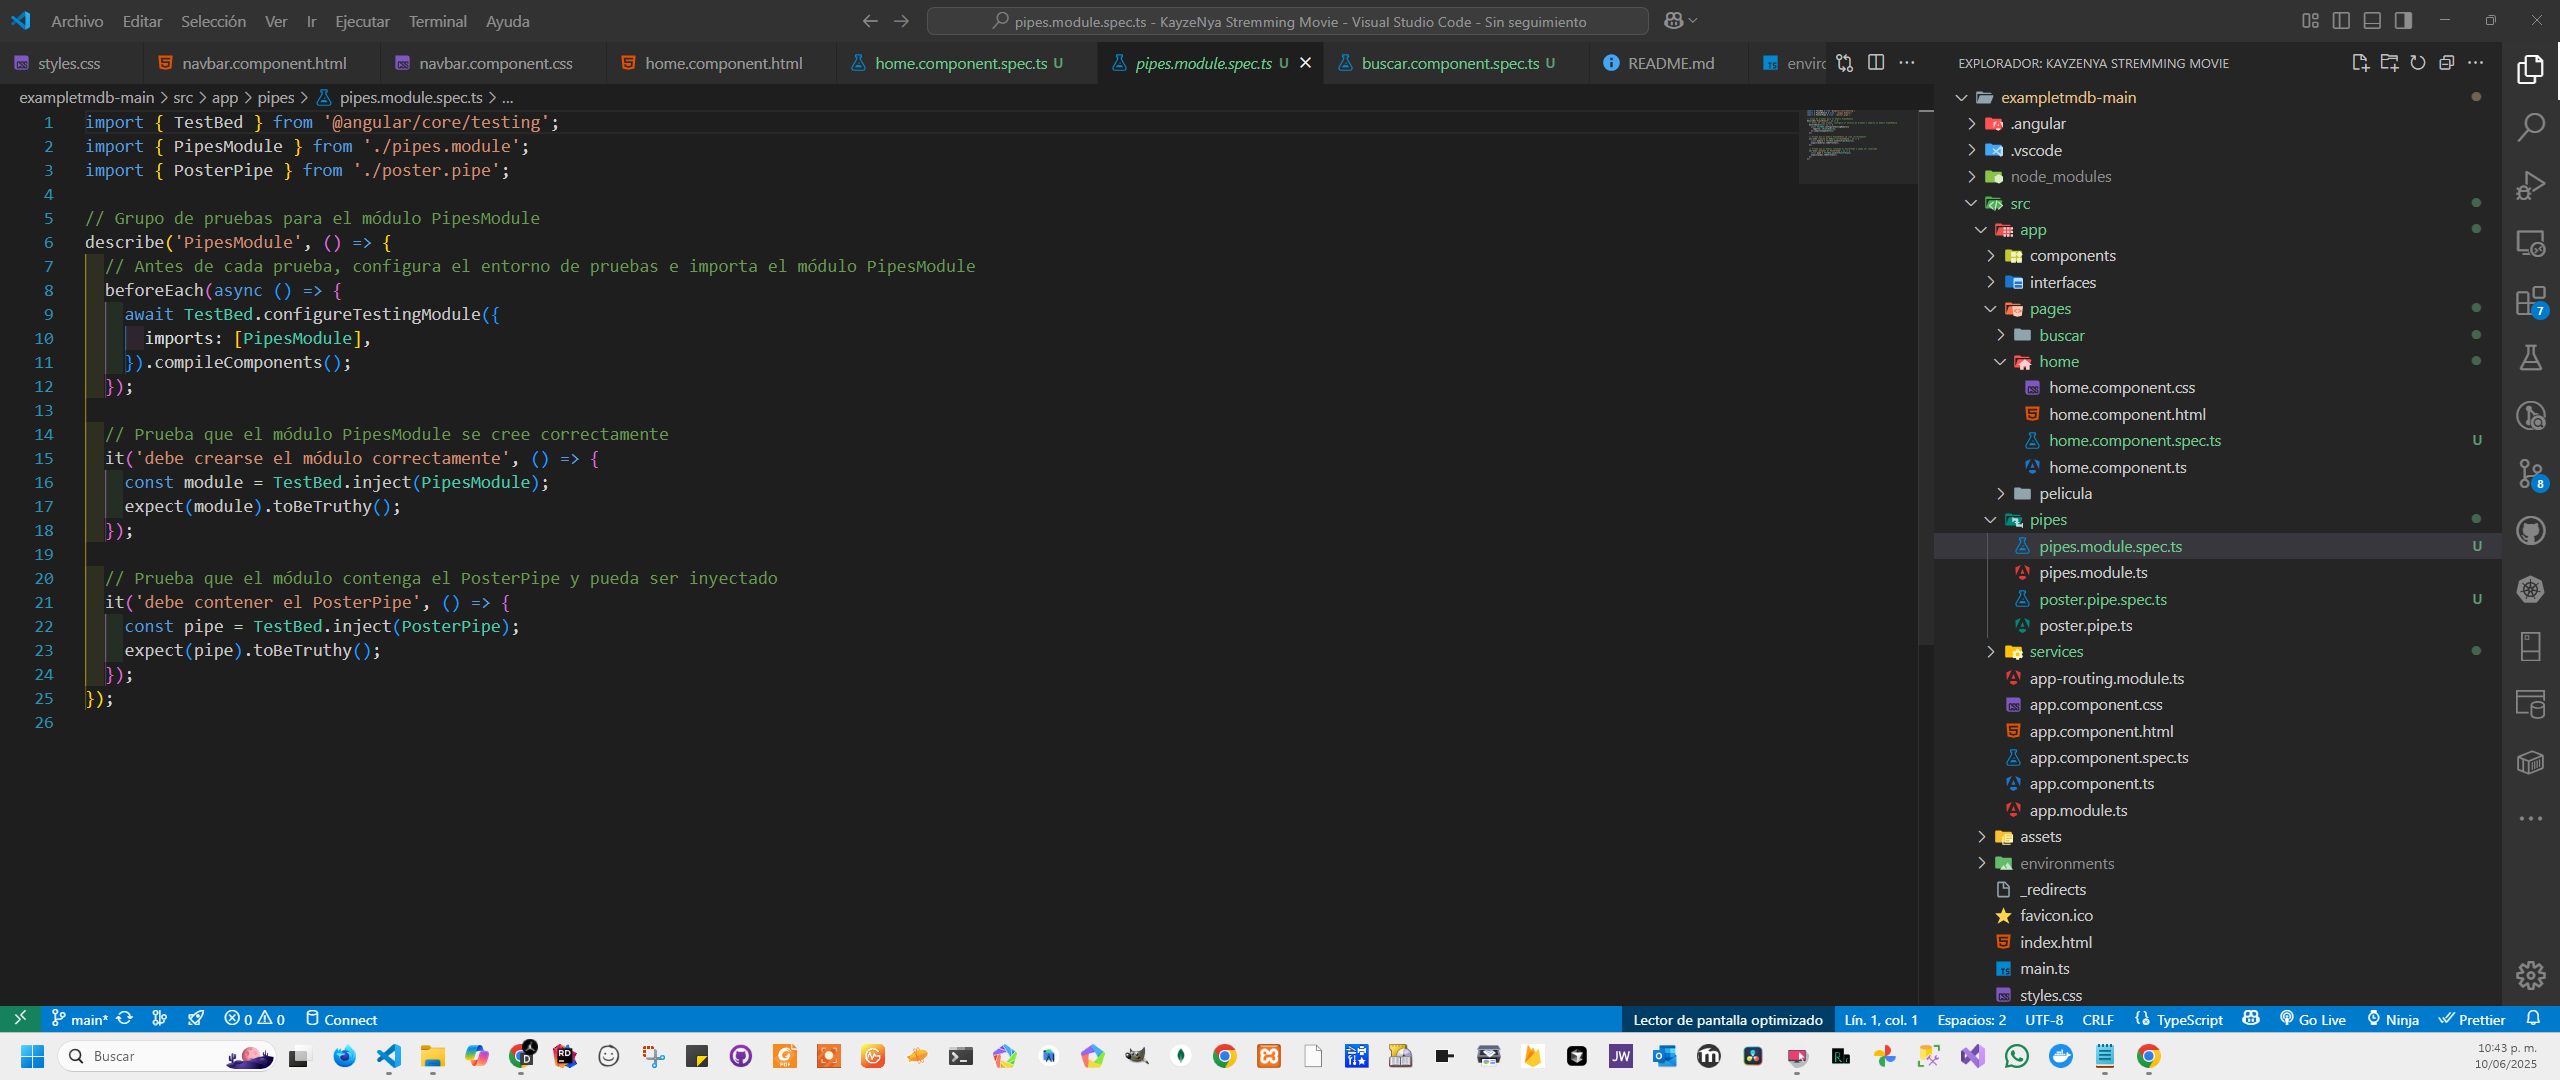 Archivo Editar Selección Ver Ir Ejecutar Terminal Ayuda
pipes.module.spec.ts - KayzeNya Stremming Movie - Visual Studio Code - Sin seguimiento
styles.css navbar.component.html navbar.component.css home.component.html home.component.spec.ts U pipes.module.spec.ts U buscar.component.spec.ts U README.md envirc
exampletmdb-main > src > app > pipes > pipes.module.spec.ts > ...
1 import { TestBed } from '@angular/core/testing';
2 import { PipesModule } from './pipes.module';
3 import { PosterPipe } from './poster.pipe';
4
5 // Grupo de pruebas para el módulo PipesModule
6 describe('PipesModule', () => {
7 // Antes de cada prueba, configura el entorno de pruebas e importa el módulo PipesModule
8 beforeEach(async () => {
9 await TestBed.configureTestingModule({
10 imports: [PipesModule],
11 }).compileComponents();
12 });
13
14 // Prueba que el módulo PipesModule se cree correctamente
15 it('debe crearse el módulo correctamente', () => {
16 const module = TestBed.inject(PipesModule);
17 expect(module).toBeTruthy();
18 });
19
20 // Prueba que el módulo contenga el PosterPipe y pueda ser inyectado
21 it('debe contener el PosterPipe', () => {
22 const pipe = TestBed.inject(PosterPipe);
23 expect(pipe).toBeTruthy();
24 });
25 });
26
EXPLORADOR: KAYZENYA STREMMING MOVIE
exampletmdb-main
.angular
.vscode
node_modules
src
app
components
interfaces
pages
buscar
home
home.component.css
home.component.html
home.component.spec.ts U
home.component.ts
pelicula
pipes
pipes.module.spec.ts U
pipes.module.ts
poster.pipe.spec.ts U
poster.pipe.ts
services
app-routing.module.ts
app.component.css
app.component.html
app.component.spec.ts
app.component.ts
app.module.ts
assets
environments
_redirects
favicon.ico
index.html
main.ts
styles.css
7
8
main* 0 0 Connect
Lector de pantalla optimizado Lín. 1, col. 1 Espacios: 2 UTF-8 CRLF TypeScript Go Live Ninja Prettier
Buscar
10:43 p. m.
10/06/2025